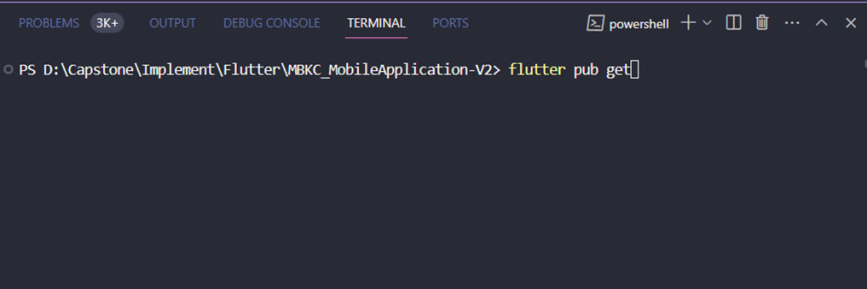 PROBLEMS 3K+ OUTPUT DEBUG CONSOLE TERMINAL PORTS powershell
PS D:\Capstone\Implement\Flutter\MBKC_MobileApplication-V2> flutter pub get